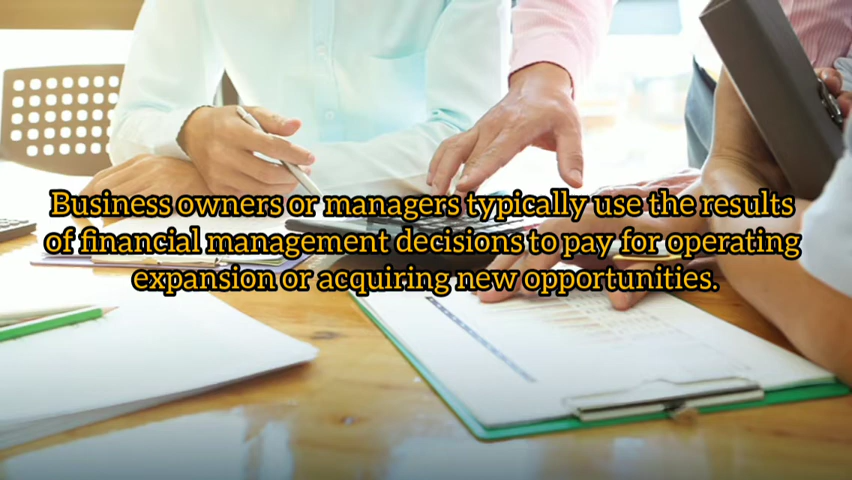 Business owners or managers typically use the results
of financial management decisions to pay for operating
expansion or acquiring new opportunities.